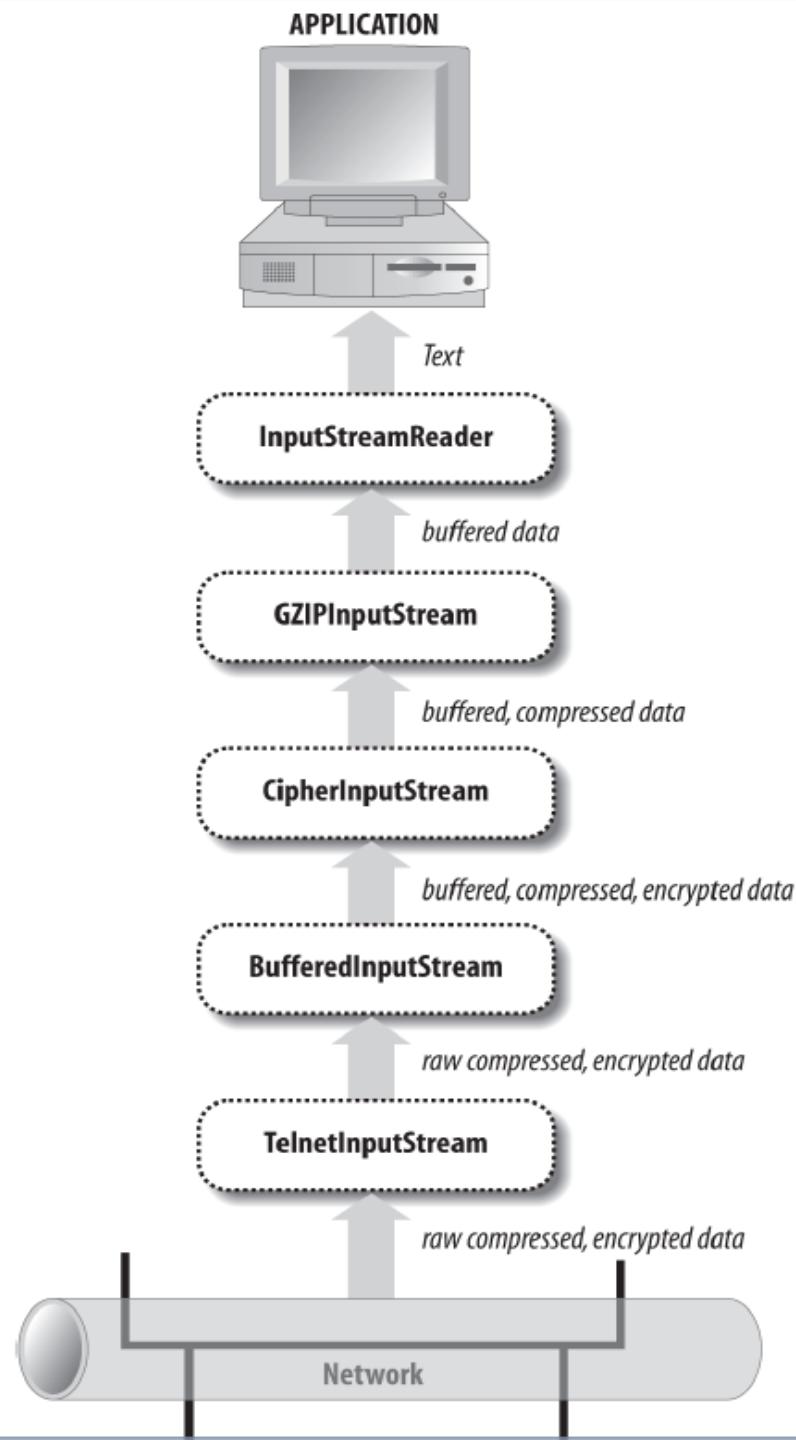 APPLICATION
Text
InputStreamReader
buffered data
GZIPInputStream
buffered, compressed data
CipherInputStream
buffered, compressed, encrypted data
BufferedInputStream
raw compressed, encrypted data
TelnetInputStream
raw compressed, encrypted data
Network